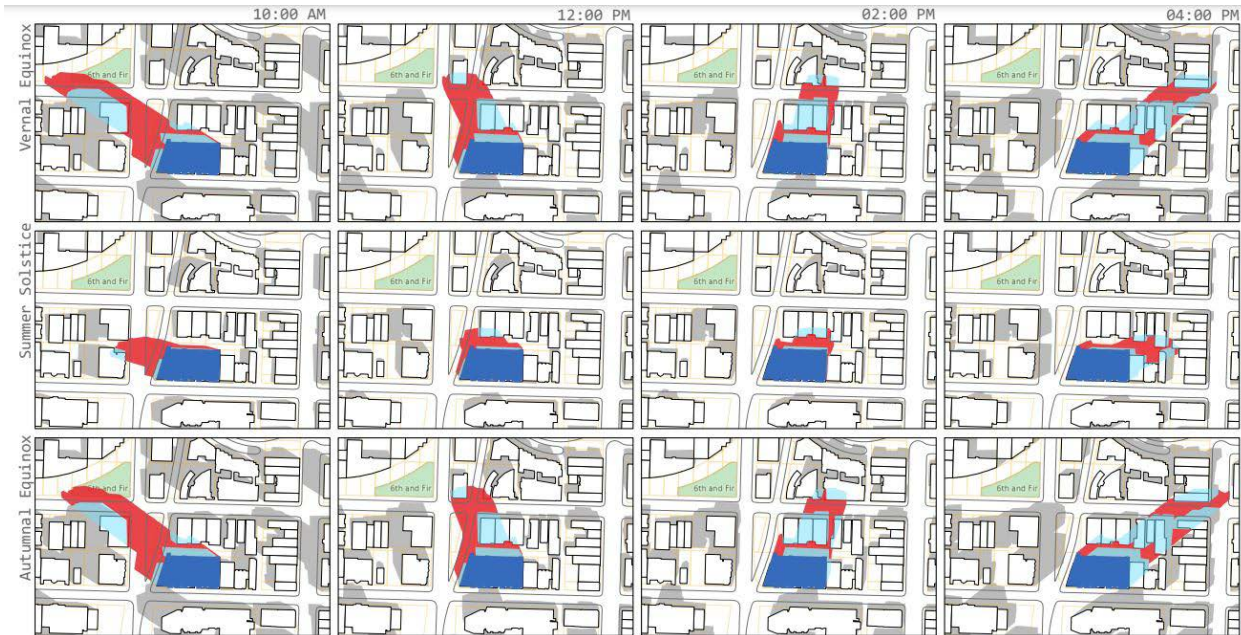 10:00 AM 12:00 PM 02:00 PM 04:00 PM
Vernal Equinox
6th and Fir 6th and Fir 6th and Fir 6th and Fir
Summer Solstice
6th and Fir 6th and Fir 6th and Fir 6th and Fir
Autumnal Equinox
6th and Fir 6th and Fir 6th and Fir 6th and Fir